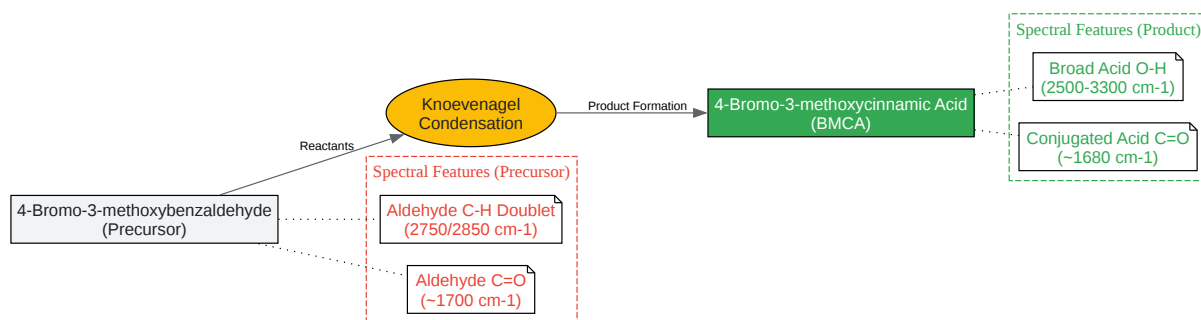 4-Bromo-3-methoxybenzaldehyde
(Precursor)
Reactants
Knoevenagel
Condensation
Product Formation
4-Bromo-3-methoxycinnamic Acid
(BMCA)
Spectral Features (Precursor)
Aldehyde C-H Doublet
(2750/2850 cm-1)
Aldehyde C=O
(~1700 cm-1)
Spectral Features (Product)
Broad Acid O-H
(2500-3300 cm-1)
Conjugated Acid C=O
(~1680 cm-1)